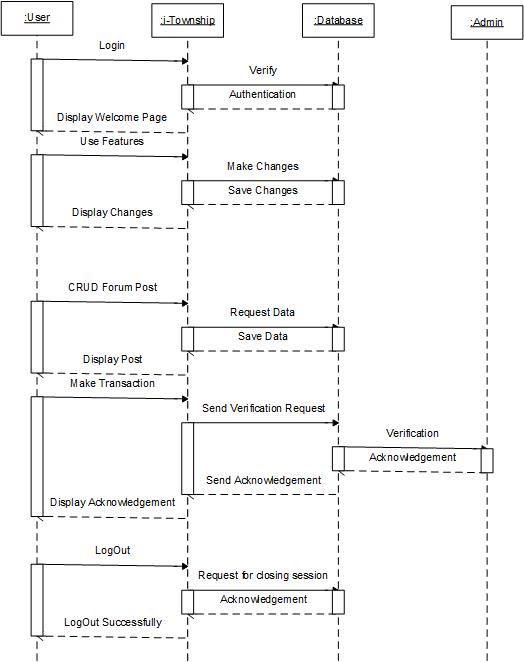 :User
:i-Township
:Database
:Admin
Login
Verify
Authentication
Display Welcome Page
Use Features
Make Changes
Save Changes
Display Changes
CRUD Forum Post
Request Data
Save Data
Display Post
Make Transaction
Send Verification Request
Verification
Acknowledgement
Send Acknowledgement
Display Acknowledgement
LogOut
Request for closing session
Acknowledgement
LogOut Successfully